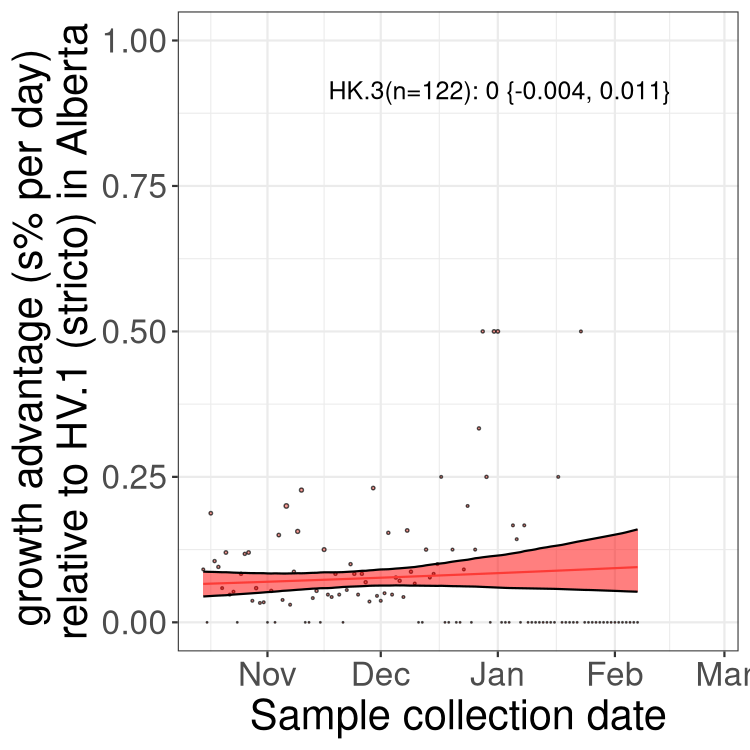 growth advantage (s% per day)
relative to HV.1 (stricto) in Alberta
1.00
0.75
0.50
0.25
0.00
HK.3(n=122): 0 {-0.004, 0.011}
Nov
Dec
Jan
Feb
Mar
Sample collection date